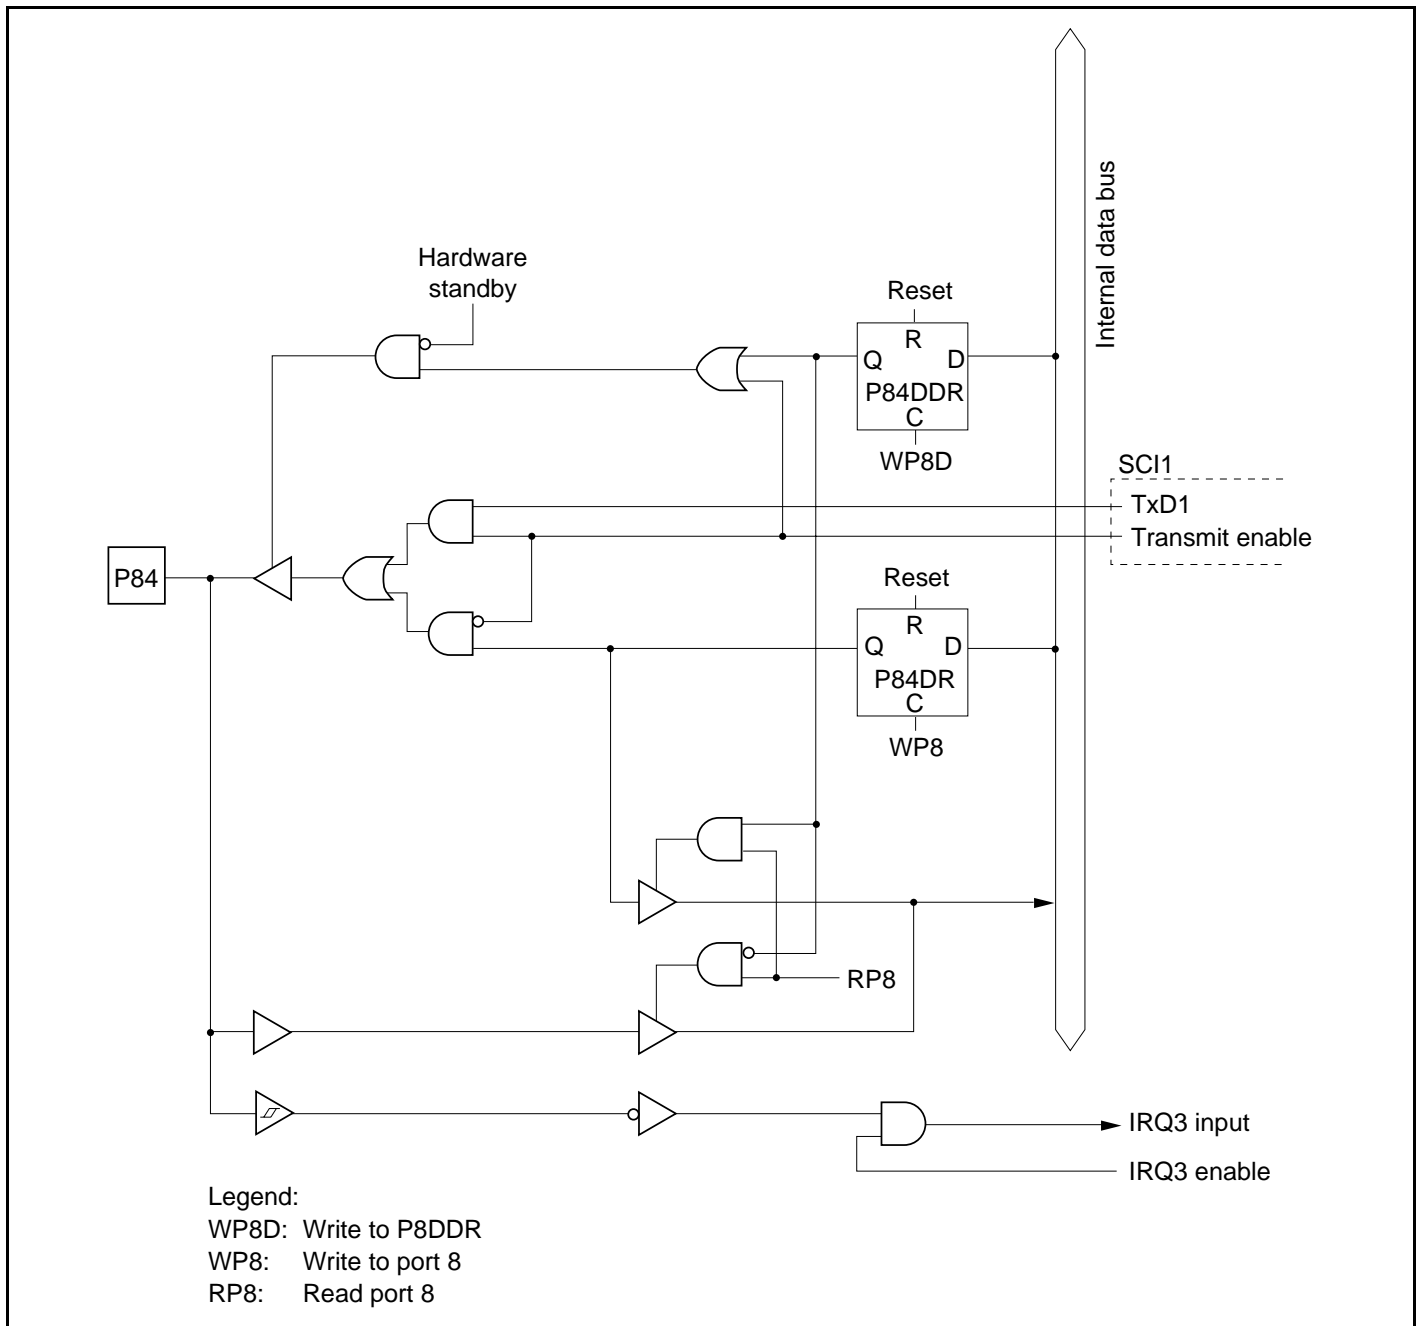 Internal data bus
Hardware
standby
Reset
R
Q
D
P84DDR
C
WP8D
SCI1
TxD1
Transmit enable
P84
Reset
R
Q
D
P84DR
C
WP8
RP8
IRQ3 input
IRQ3 enable
Legend:
WP8D: Write to P8DDR
WP8: Write to port 8
RP8: Read port 8